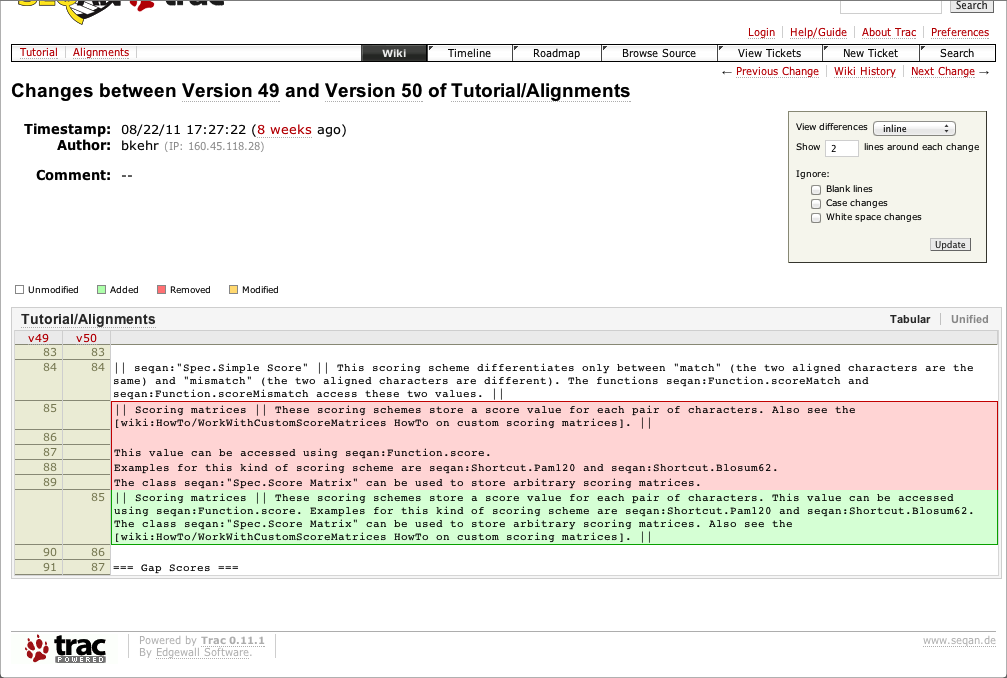 Search
Login Help/Guide About Trac Preferences
Tutorial Alignments
Wiki Timeline Roadmap Browse Source View Tickets New Ticket Search
← Previous Change Wiki History Next Change →
Changes between Version 49 and Version 50 of Tutorial/Alignments
Timestamp: 08/22/11 17:27:22 (8 weeks ago)
Author: bkehr (IP: 160.45.118.28)
Comment: --
View differences inline
Show 2 lines around each change
Ignore:
Blank lines
Case changes
White space changes
Update
Unmodified Added Removed Modified
Tutorial/Alignments
Tabular Unified
v49 v50
83 83
84 84 || seqan:"Spec.Simple Score" || This scoring scheme differentiates only between "match" (the two aligned characters are the
same) and "mismatch" (the two aligned characters are different). The functions seqan:Function.scoreMatch and
seqan:Function.scoreMismatch access these two values. ||
85 || Scoring matrices || These scoring schemes store a score value for each pair of characters. Also see the
[wiki:HowTo/WorkWithCustomScoreMatrices HowTo on custom scoring matrices]. ||
86
87 This value can be accessed using seqan:Function.score.
88 Examples for this kind of scoring scheme are seqan:Shortcut.Pam120 and seqan:Shortcut.Blosum62.
89 The class seqan:"Spec.Score Matrix" can be used to store arbitrary scoring matrices.
85 || Scoring matrices || These scoring schemes store a score value for each pair of characters. This value can be accessed
using seqan:Function.score. Examples for this kind of scoring scheme are seqan:Shortcut.Pam120 and seqan:Shortcut.Blosum62.
The class seqan:"Spec.Score Matrix" can be used to store arbitrary scoring matrices. Also see the
[wiki:HowTo/WorkWithCustomScoreMatrices HowTo on custom scoring matrices]. ||
90 86
91 87 === Gap Scores ===
trac
POWERED
Powered by Trac 0.11.1
By Edgewall Software.
www.seqan.de